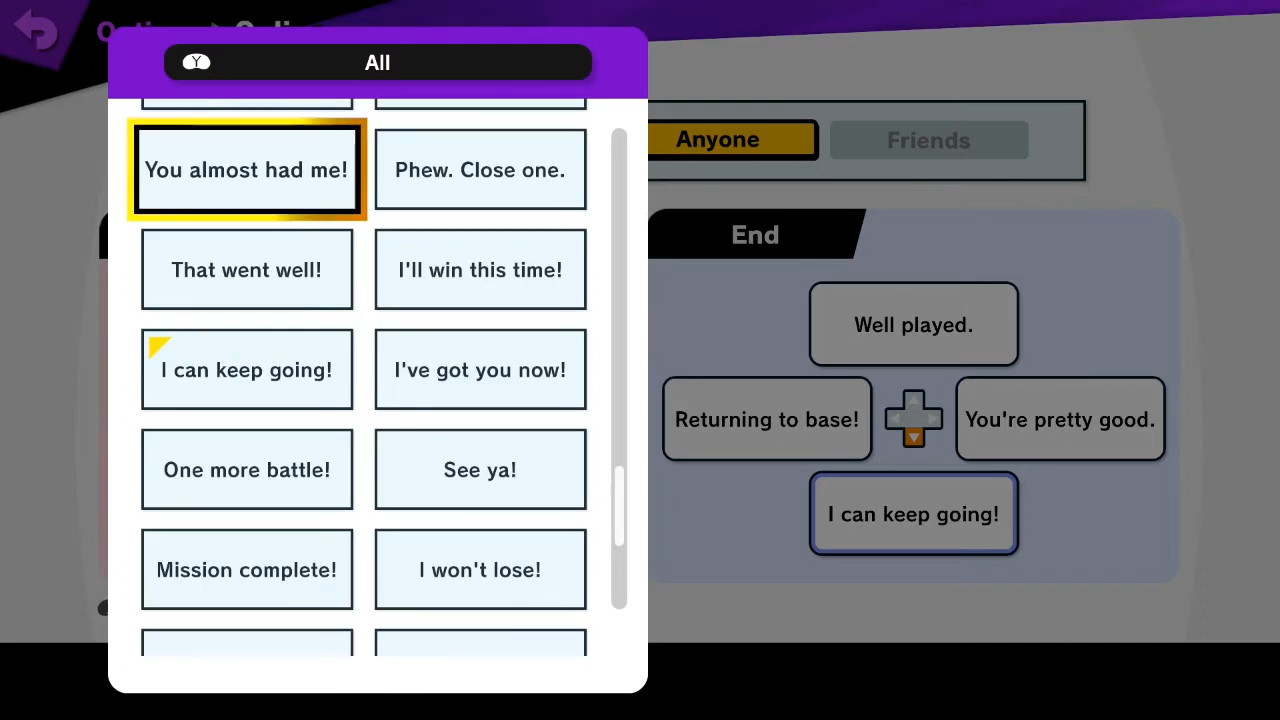 Y
All
You almost had me!
Phew. Close one.
That went well!
I'll win this time!
I can keep going!
I've got you now!
One more battle!
See ya!
Mission complete!
I won't lose!
Anyone
Friends
End
Well played.
Returning to base!
You're pretty good.
I can keep going!